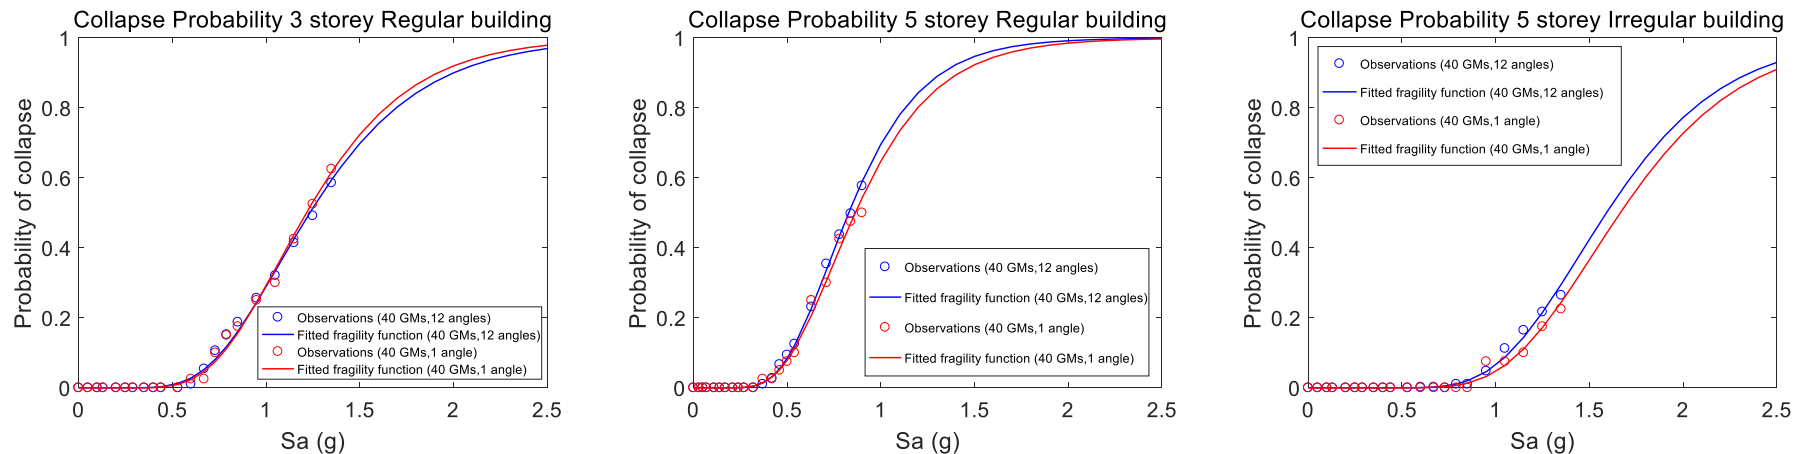 Collapse Probability 3 storey Regular building
1
0.8
0.6
0.4
0.2
0
Probability of collapse
Observations (40 GMs,12 angles)
Fitted fragility function (40 GMs,12 angles)
Observations (40 GMs,1 angle)
Fitted fragility function (40 GMs,1 angle)
0 0.5 1 1.5 2 2.5
Sa (g)
Collapse Probability 5 storey Regular building
1
0.8
0.6
0.4
0.2
0
Probability of collapse
Observations (40 GMs,12 angles)
Fitted fragility function (40 GMs,12 angles)
Observations (40 GMs,1 angle)
Fitted fragility function (40 GMs,1 angle)
0 0.5 1 1.5 2 2.5
Sa (g)
Collapse Probability 5 storey Irregular building
1
0.8
0.6
0.4
0.2
0
Probability of collapse
Observations (40 GMs,12 angles)
Fitted fragility function (40 GMs,12 angles)
Observations (40 GMs,1 angle)
Fitted fragility function (40 GMs,1 angle)
0 0.5 1 1.5 2 2.5
Sa (g)